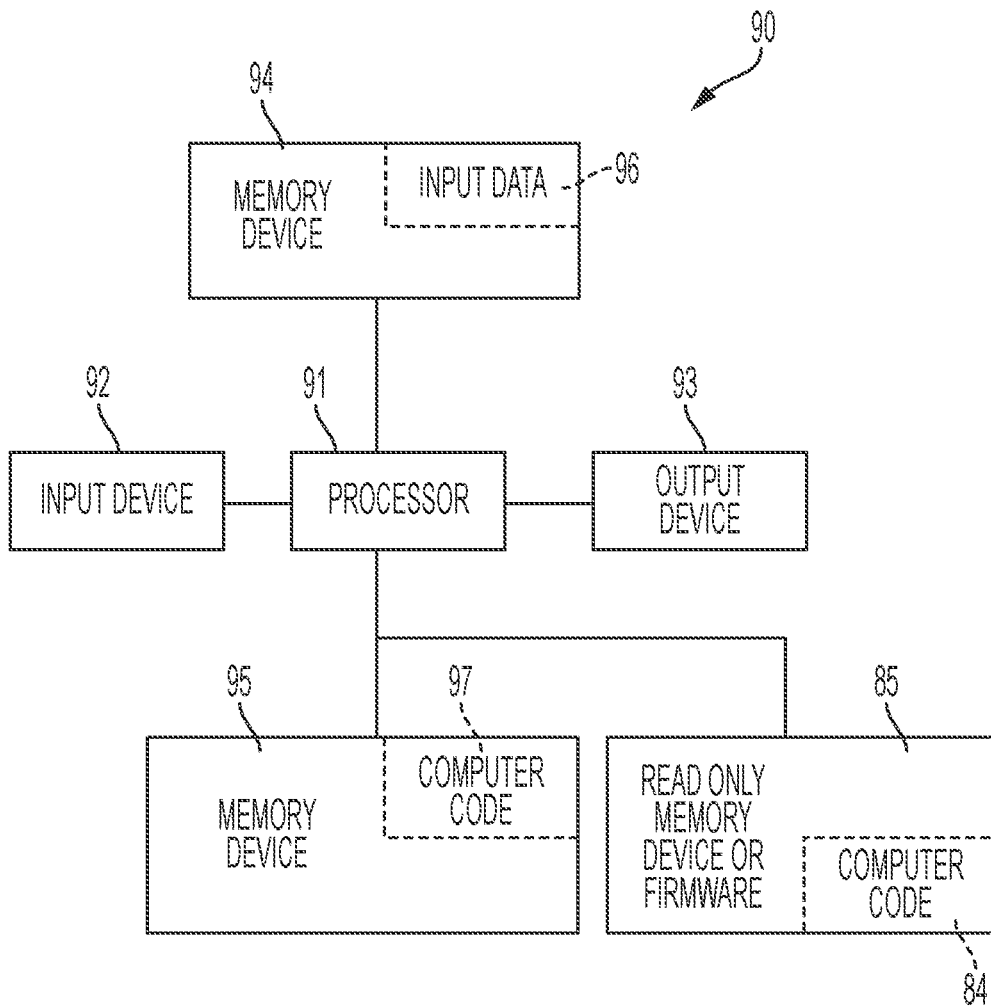 90
94
MEMORY
DEVICE
INPUT DATA
96
92
91
93
INPUT DEVICE
PROCESSOR
OUTPUT
DEVICE
95
97
85
MEMORY
DEVICE
COMPUTER
CODE
READ ONLY
MEMORY
DEVICE OR
FIRMWARE
COMPUTER
CODE
84